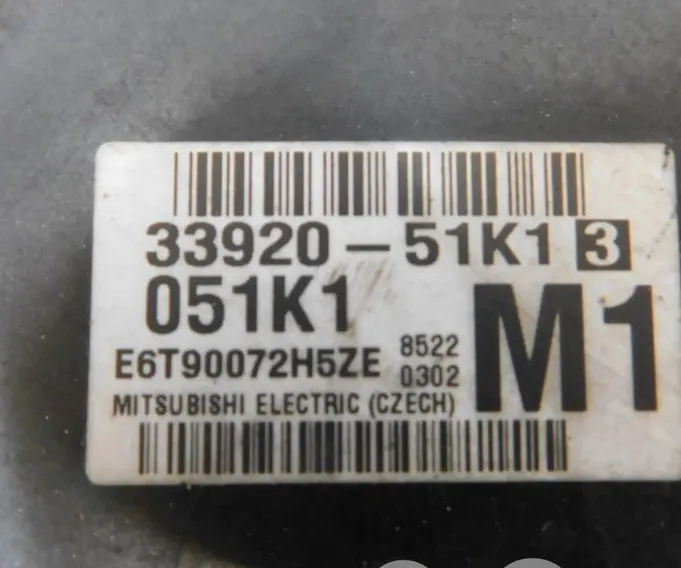 33920-51K1 3
051K1
E6T90072H5ZE 8522 0302
M1
MITSUBISHI ELECTRIC (CZECH)